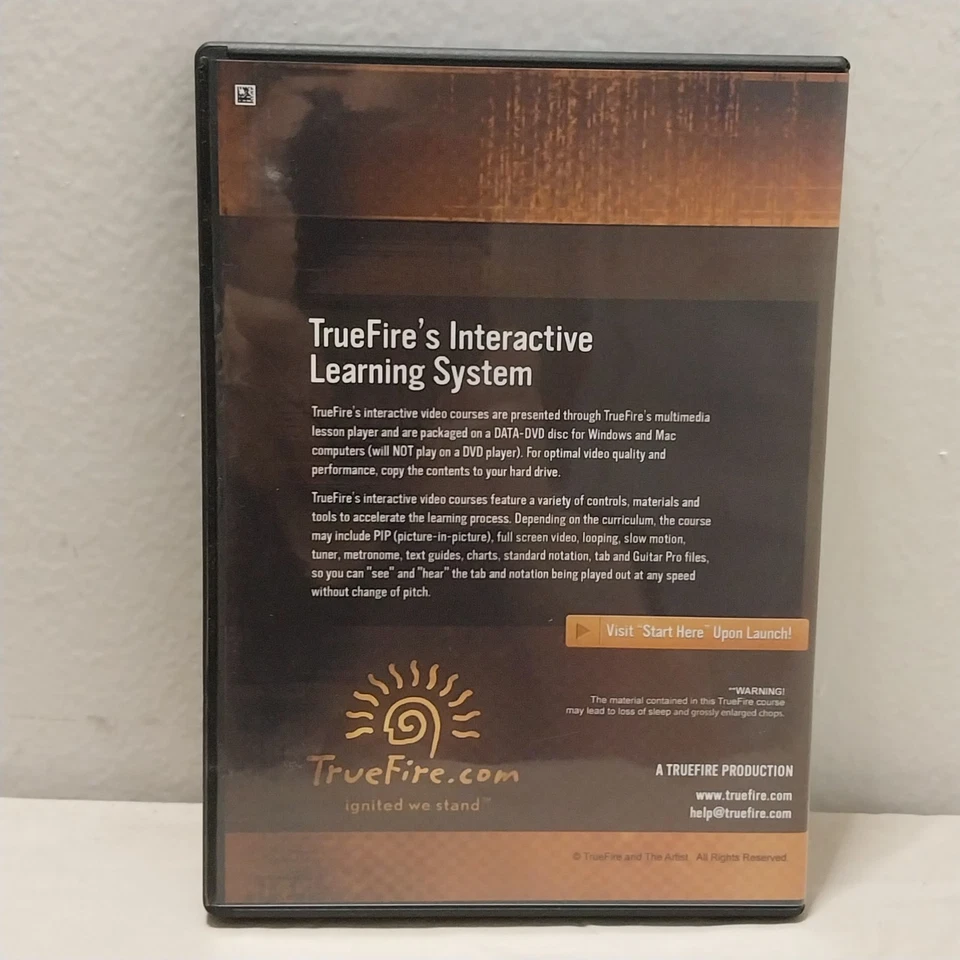 TrueFire's Interactive
Learning System
TrueFire's interactive video courses are presented through TrueFire's multimedia
lesson player and are packaged on a DATA-DVD disc for Windows and Mac
computers (will NOT play on a DVD player). For optimal video quality and
performance, copy the contents to your hard drive.
TrueFire's interactive video courses feature a variety of controls, materials and
tools to accelerate the learning process. Depending on the curriculum, the course
may include PIP (picture-in-picture), full screen video, looping, slow motion,
tuner, metronome, text guides, charts, standard notation, tab and Guitar Pro files,
so you can "see" and "hear" the tab and notation being played out at any speed
without change of pitch.
Visit "Start Here" Upon Launch!
**WARNING!
The material contained in this TrueFire course
may lead to loss of sleep and grossly enlarged chops.
TrueFire.com
ignited we stand™
A TRUEFIRE PRODUCTION
www.truefire.com
help@truefire.com
© TrueFire and The Artist All Rights Reserved.